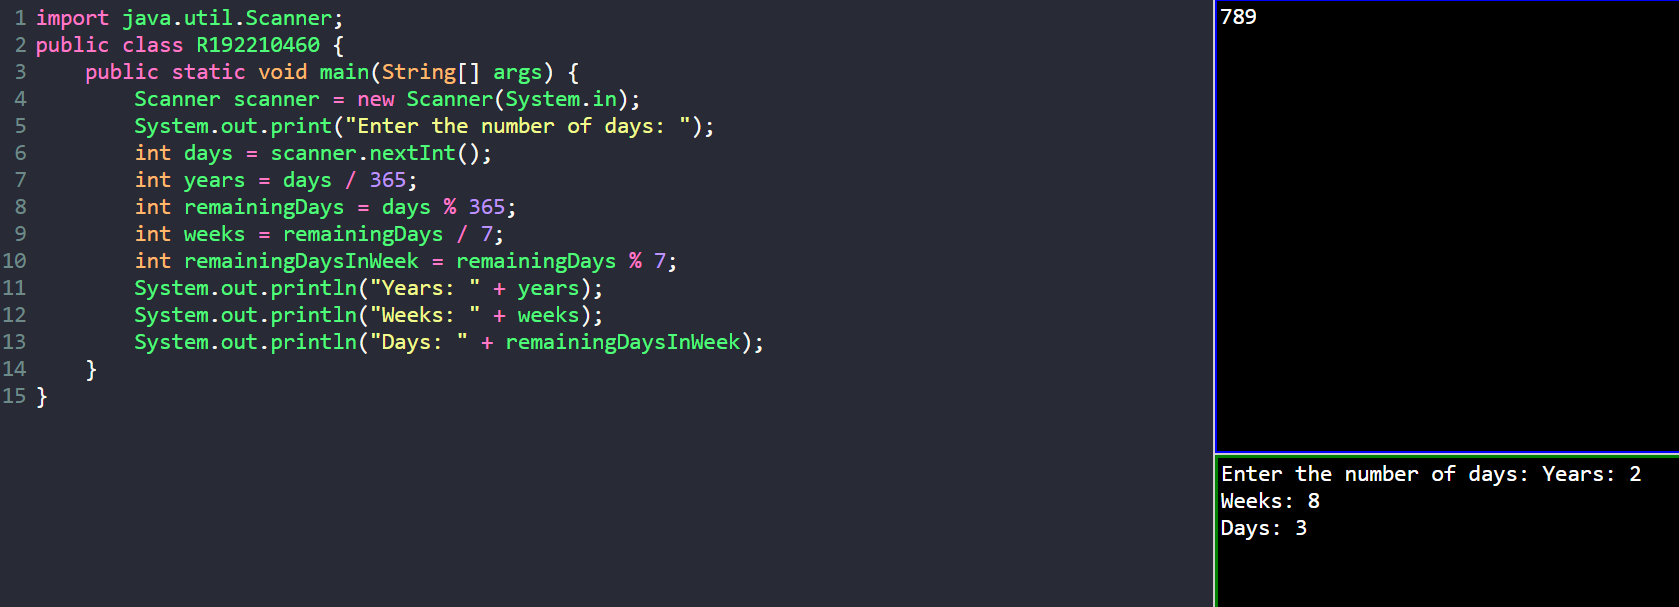 1 import java.util.Scanner;
2 public class R192210460 {
3     public static void main(String[] args) {
4         Scanner scanner = new Scanner(System.in);
5         System.out.print("Enter the number of days: ");
6         int days = scanner.nextInt();
7         int years = days / 365;
8         int remainingDays = days % 365;
9         int weeks = remainingDays / 7;
10         int remainingDaysInWeek = remainingDays % 7;
11         System.out.println("Years: " + years);
12         System.out.println("Weeks: " + weeks);
13         System.out.println("Days: " + remainingDaysInWeek);
14     }
15 }
789
Enter the number of days: Years: 2
Weeks: 8
Days: 3